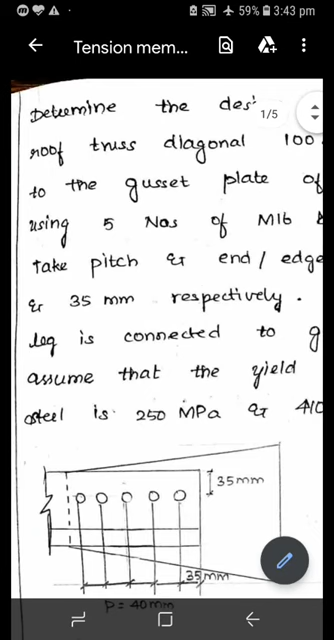 59% 3:43 pm
Tension mem...
Determine the des
1/5
roof truss diagonal 100
to the gusset plate of
using 5 Nos of M16
Take pitch & end/edge
& 35 mm respectively.
leg is connected to g
assume that the yield
steel is 250 MPa & 410
35mm
35mm
p = 40mm